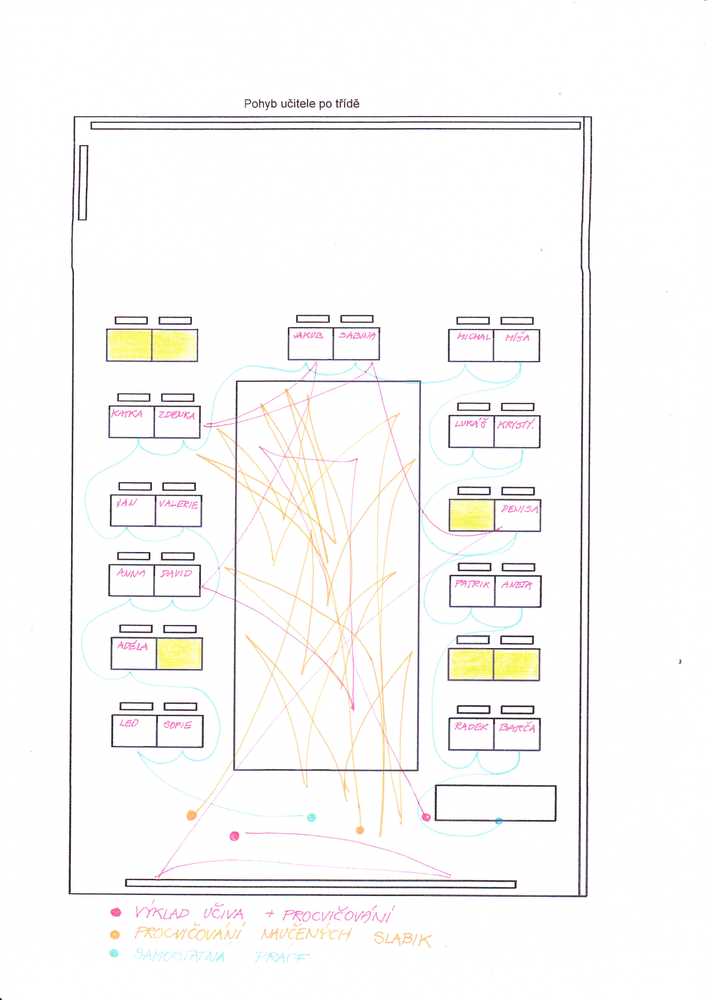 Pohyb učitele po třídě
JAKUB SABINA MICHAL MÍŠA
KATKA ZDENKA LUKÁŠ KRYSTÝ.
JAN VALERIE DENISA
ANNA DAVID PATRIK ANETA
ADÉLA
LEO SOFIE RADEK BARČA
VÝKLAD UČIVA + PROCVIČOVÁNÍ
PROCVIČOVÁNÍ NAUČENÝCH SLABIK
SAMOSTATNÁ PRÁCE